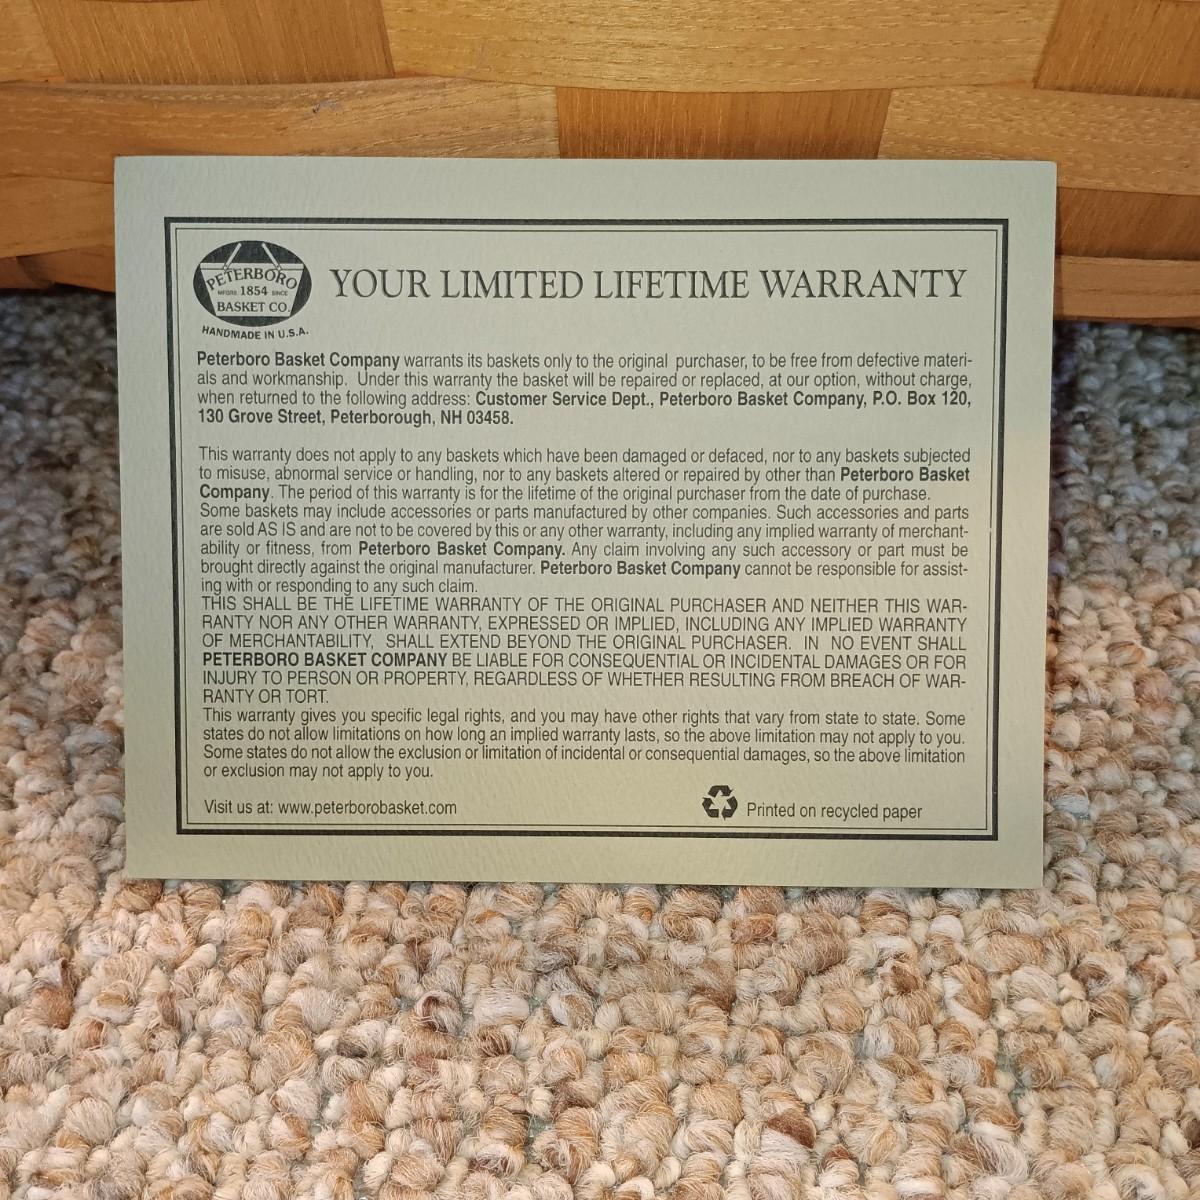 PETERBORO
MFGRS 1854 SINCE
BASKET CO.
HANDMADE IN U.S.A.
YOUR LIMITED LIFETIME WARRANTY
Peterboro Basket Company warrants its baskets only to the original purchaser, to be free from defective materi-
als and workmanship. Under this warranty the basket will be repaired or replaced, at our option, without charge,
when returned to the following address: Customer Service Dept., Peterboro Basket Company, P.O. Box 120,
130 Grove Street, Peterborough, NH 03458.
This warranty does not apply to any baskets which have been damaged or defaced, nor to any baskets subjected
to misuse, abnormal service or handling, nor to any baskets altered or repaired by other than Peterboro Basket
Company. The period of this warranty is for the lifetime of the original purchaser from the date of purchase.
Some baskets may include accessories or parts manufactured by other companies. Such accessories and parts
are sold AS IS and are not to be covered by this or any other warranty, including any implied warranty of merchant-
ability or fitness, from Peterboro Basket Company. Any claim involving any such accessory or part must be
brought directly against the original manufacturer. Peterboro Basket Company cannot be responsible for assist-
ing with or responding to any such claim.
THIS SHALL BE THE LIFETIME WARRANTY OF THE ORIGINAL PURCHASER AND NEITHER THIS WAR-
RANTY NOR ANY OTHER WARRANTY, EXPRESSED OR IMPLIED, INCLUDING ANY IMPLIED WARRANTY
OF MERCHANTABILITY, SHALL EXTEND BEYOND THE ORIGINAL PURCHASER. IN NO EVENT SHALL
PETERBORO BASKET COMPANY BE LIABLE FOR CONSEQUENTIAL OR INCIDENTAL DAMAGES OR FOR
INJURY TO PERSON OR PROPERTY, REGARDLESS OF WHETHER RESULTING FROM BREACH OF WAR-
RANTY OR TORT.
This warranty gives you specific legal rights, and you may have other rights that vary from state to state. Some
states do not allow limitations on how long an implied warranty lasts, so the above limitation may not apply to you.
Some states do not allow the exclusion or limitation of incidental or consequential damages, so the above limitation
or exclusion may not apply to you.
Visit us at: www.peterborobasket.com
Printed on recycled paper